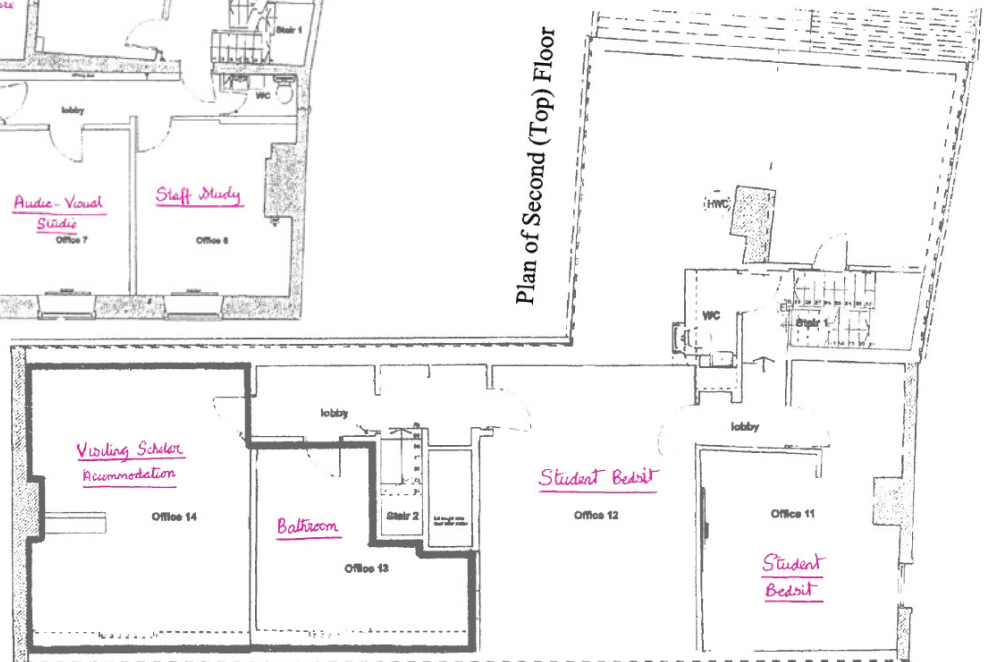 Stair 1
WC
lobby
Audio-Visual
Studio
Office 7
Staff Study
Office 6
Plan of Second (Top) Floor
HWC
WC
Stair 1
lobby
lobby
Visiting Scholar
Accommodation
Office 14
Bathroom
Office 13
Stair 2
Student Bedsit
Office 12
Office 11
Student
Bedsit